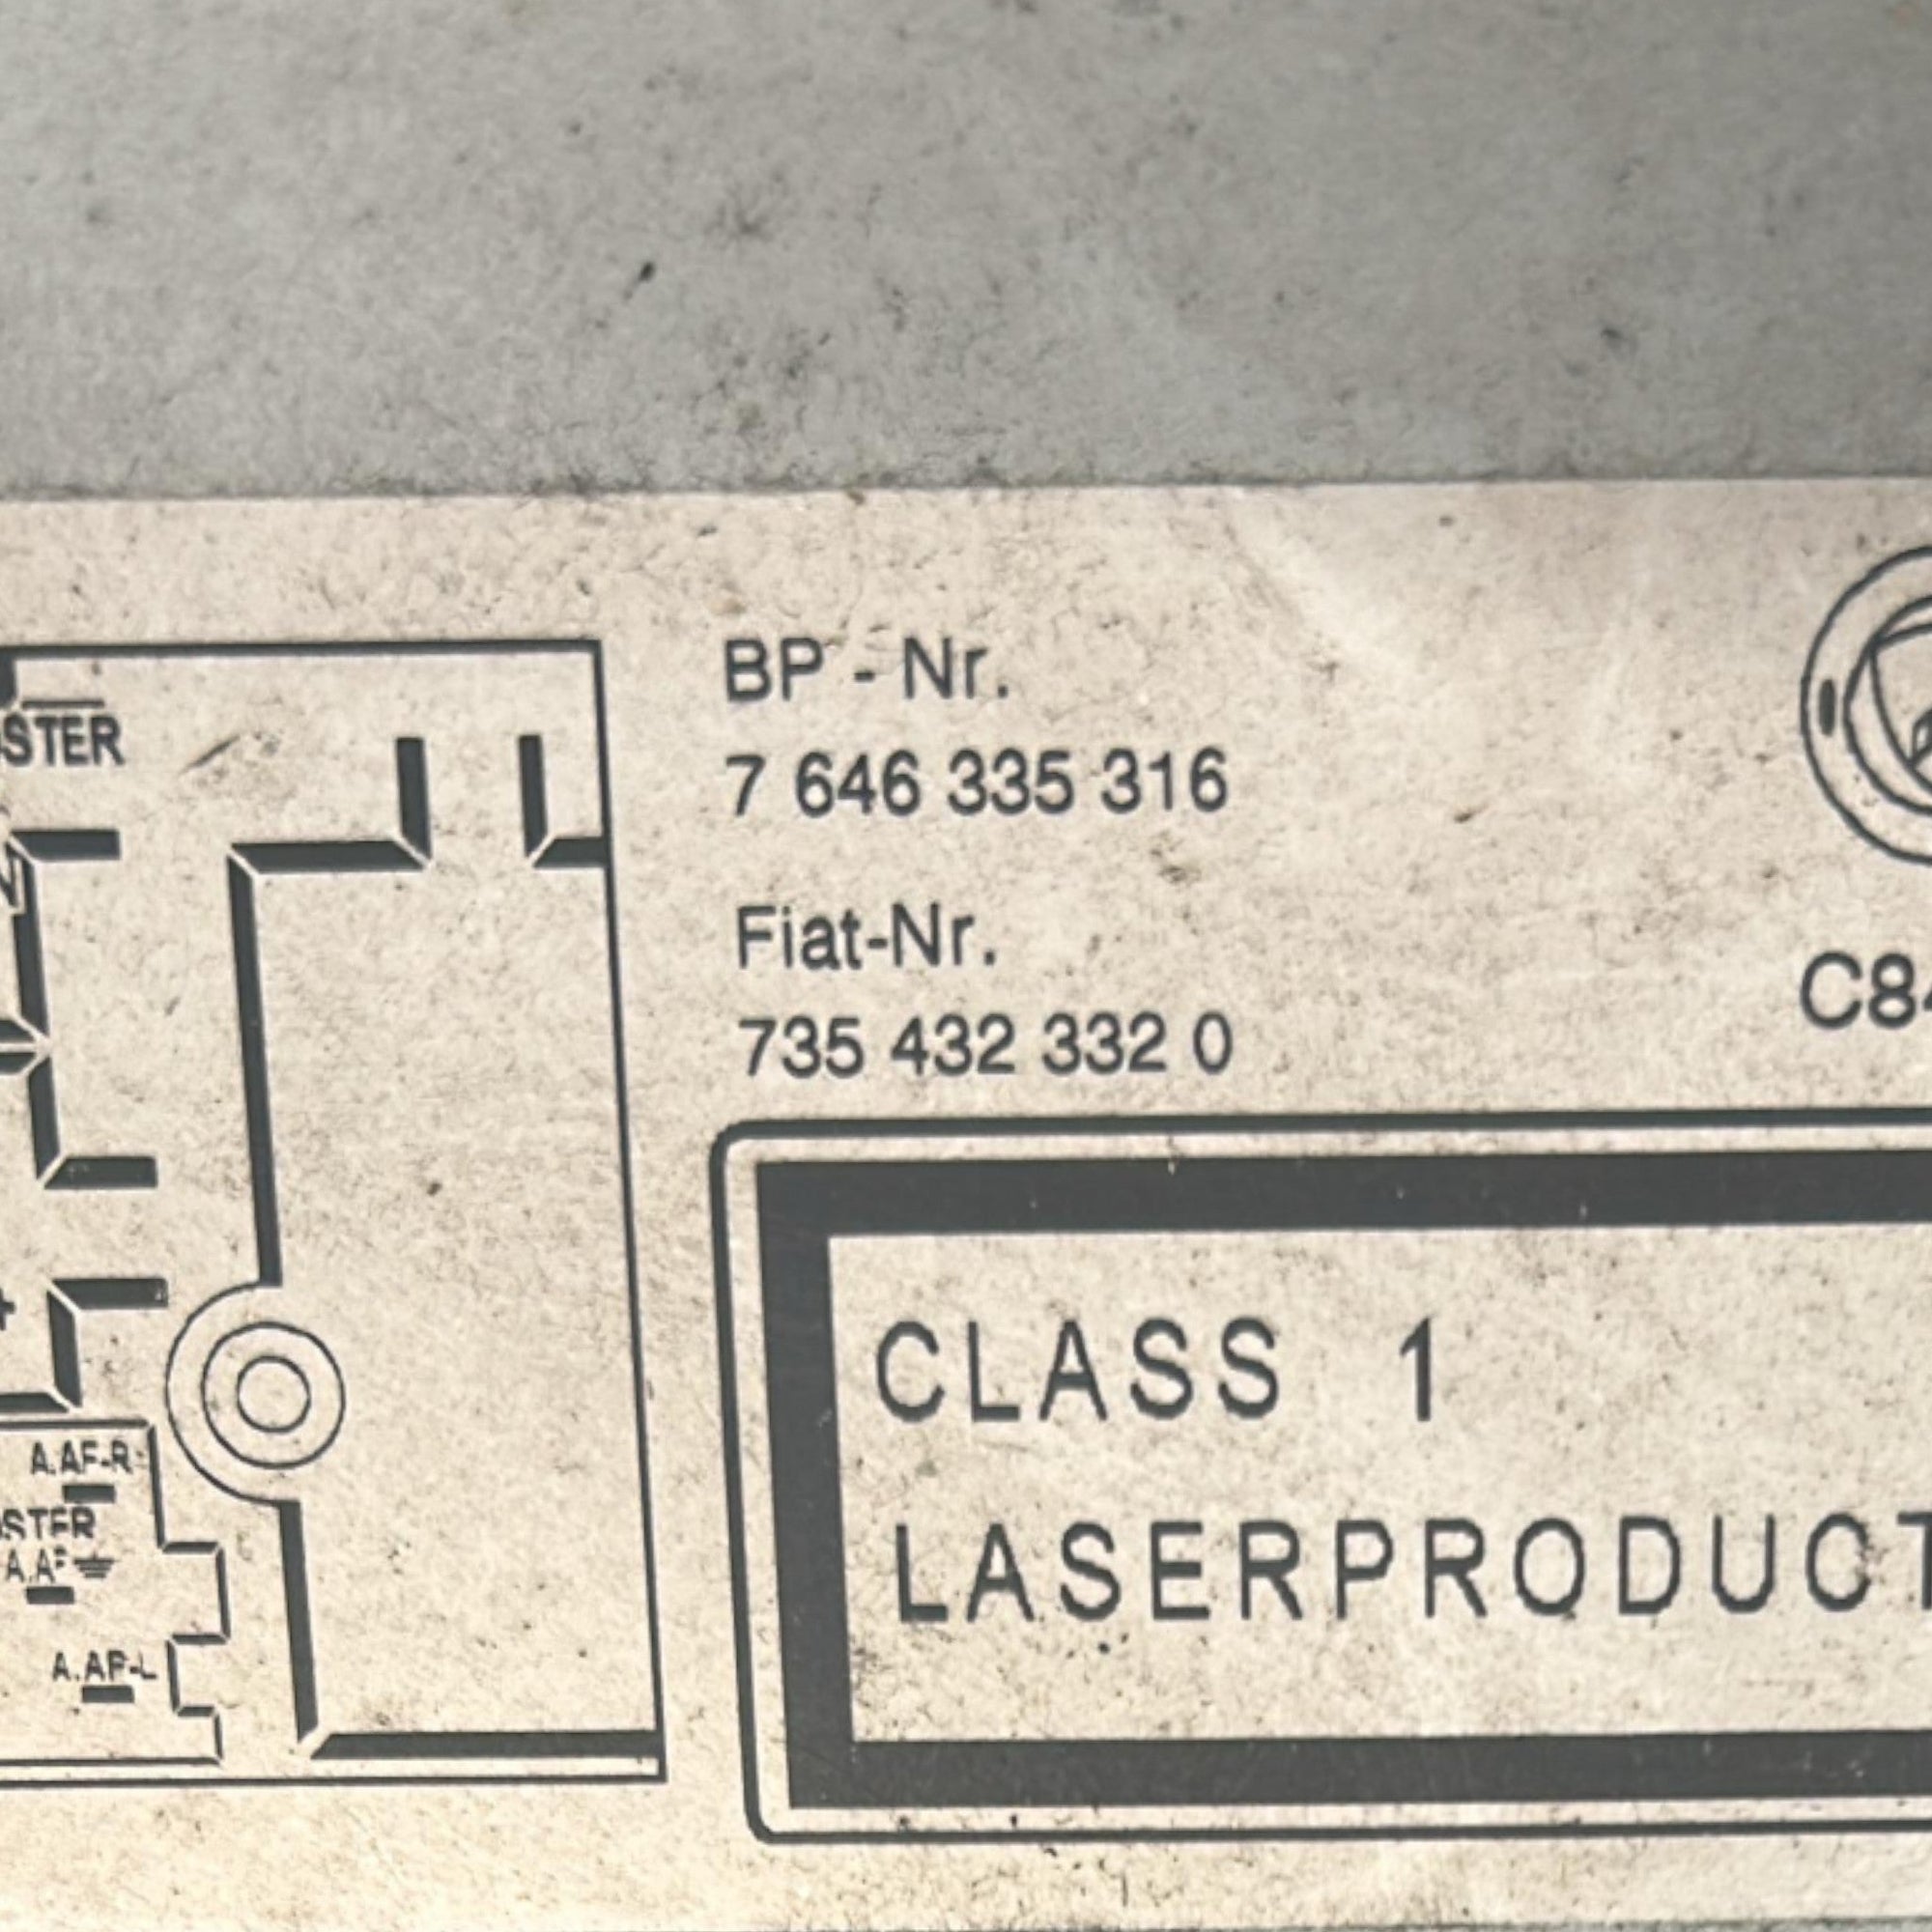 BP - Nr.
7 646 335 316
Fiat-Nr.
735 432 332 0
CLASS 1
LASERPRODUCT
STER
A.AF-R
STER
A.AF
A.AF-L
C8